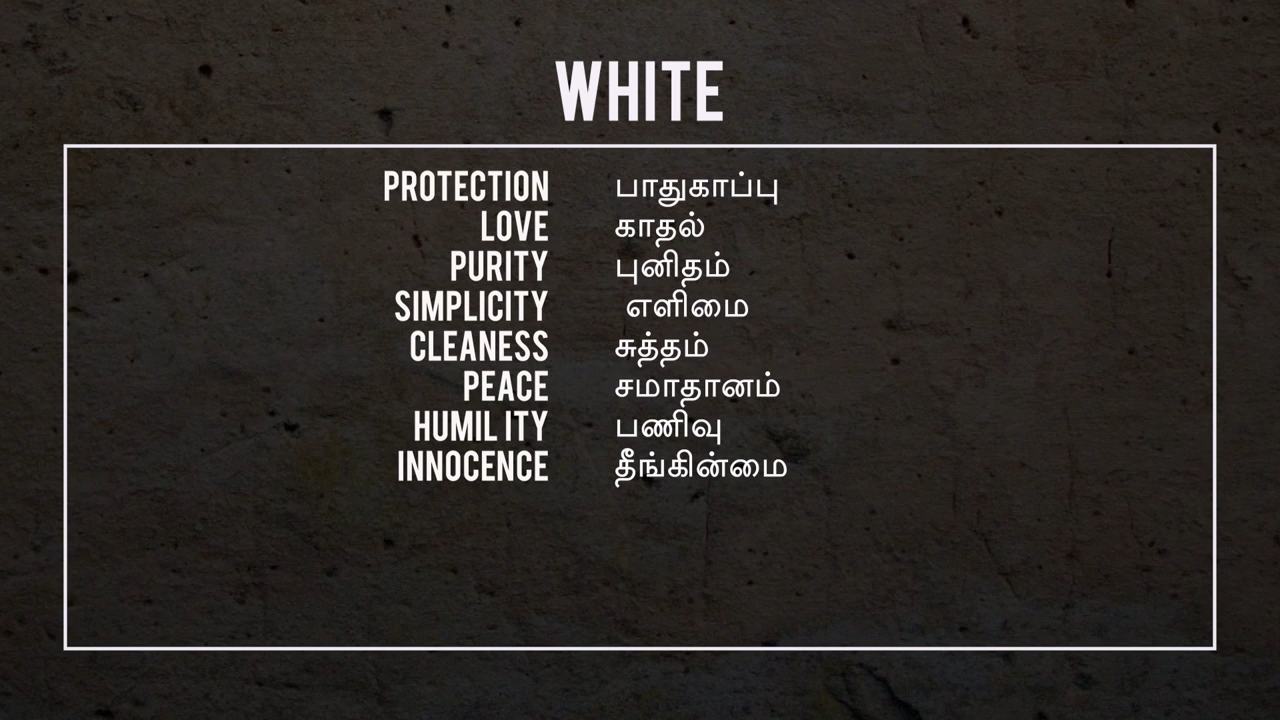 WHITE
PROTECTION பாதுகாப்பு
LOVE காதல்
PURITY புனிதம்
SIMPLICITY எளிமை
CLEANESS சுத்தம்
PEACE சமாதானம்
HUMIL ITY பணிவு
INNOCENCE தீங்கின்மை